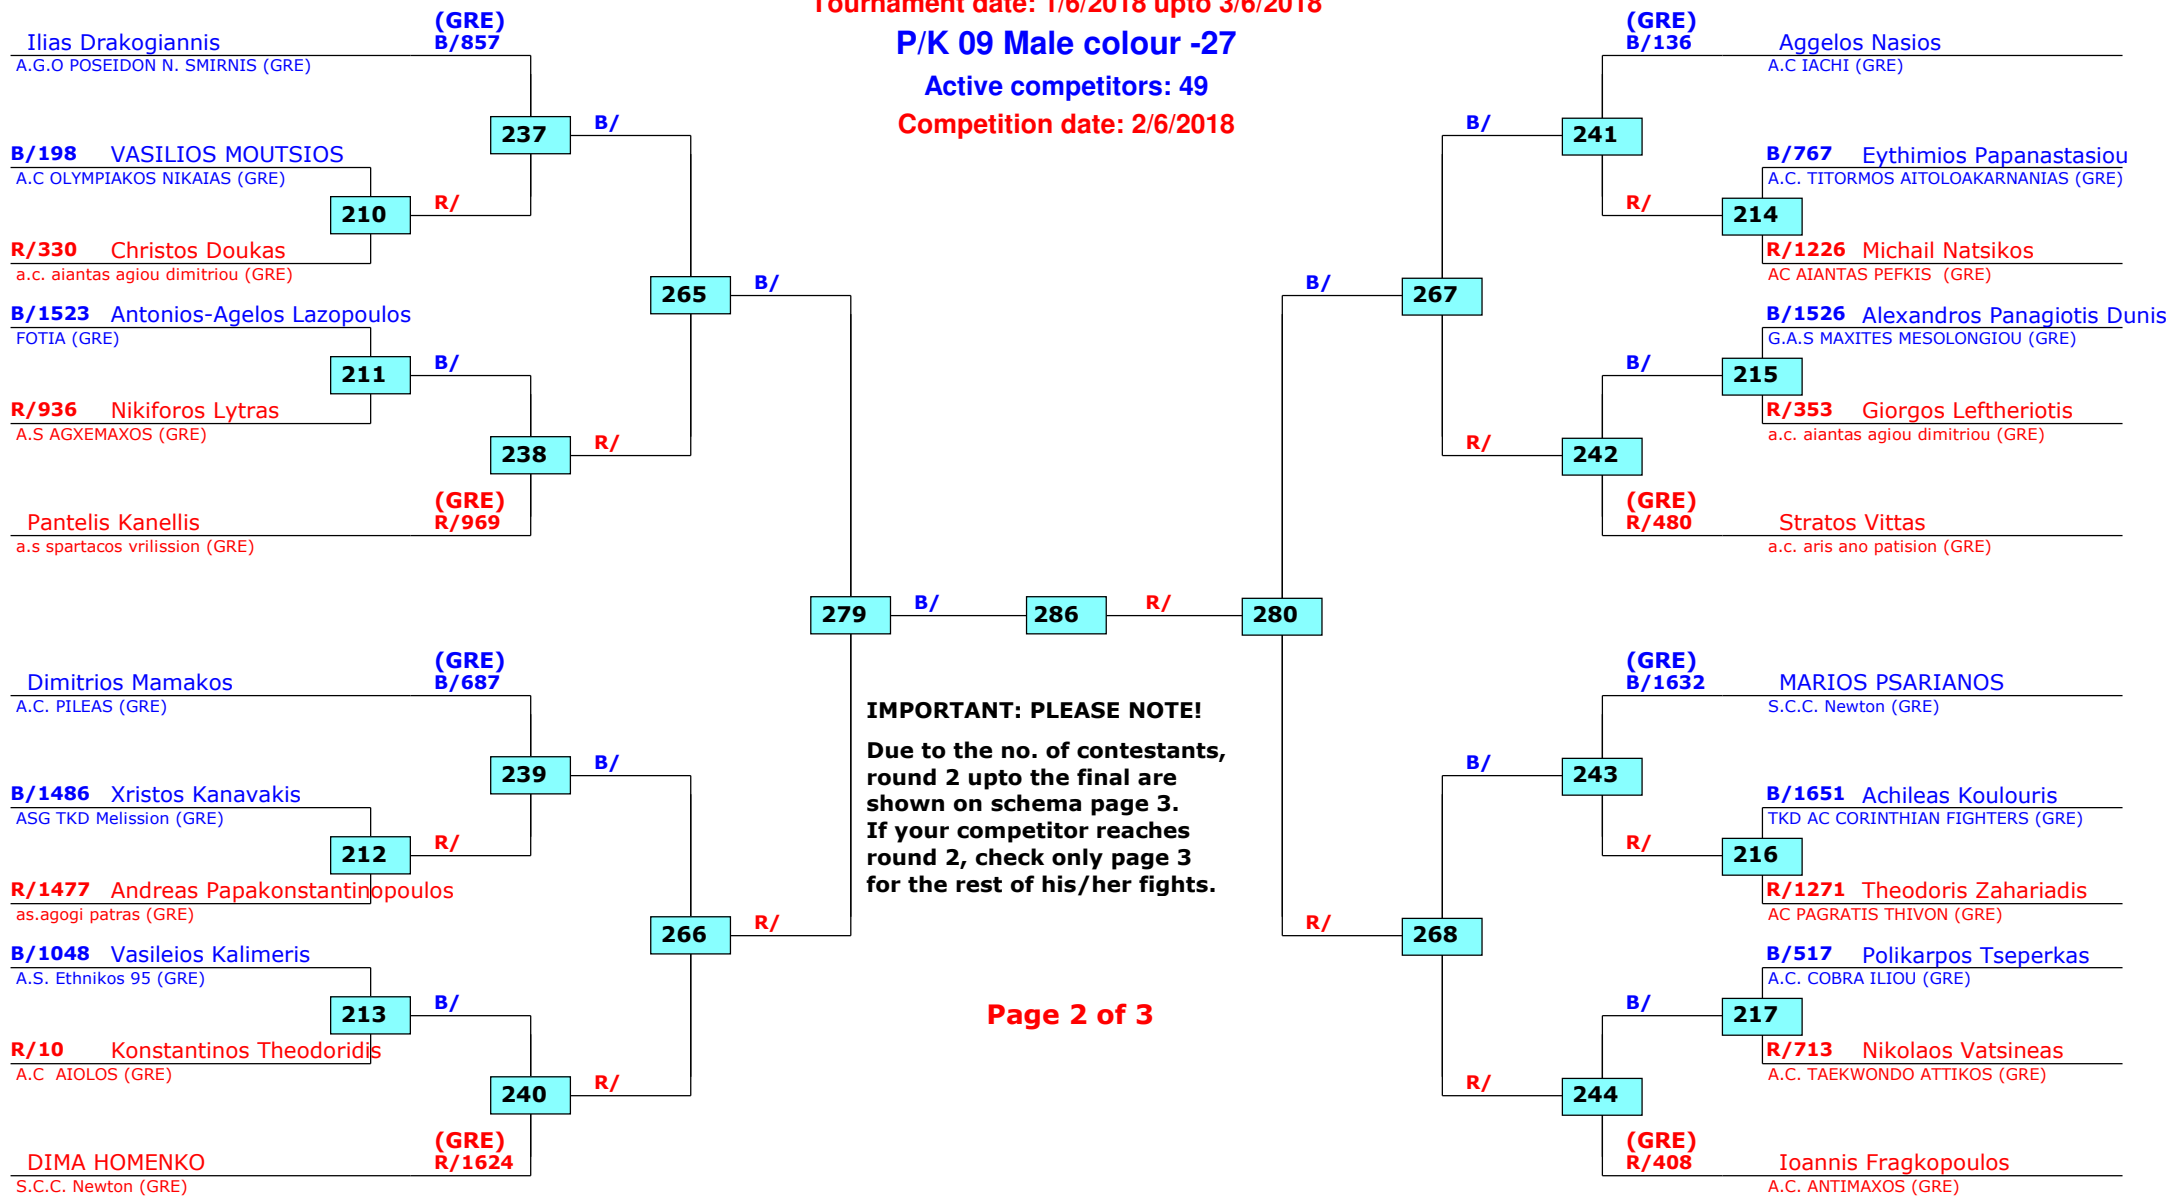 Tournament date: 1/6/2018 upto 3/6/2018
P/K 09 Male colour -27
Active competitors: 49
Competition date: 2/6/2018
(GRE)
Ilias Drakogiannis B/857
A.G.O POSEIDON N. SMIRNIS (GRE)
237 B/
B/198 VASILIOS MOUTSIOS
A.C OLYMPIAKOS NIKAIAS (GRE)
210 R/
R/330 Christos Doukas
a.c. aiantas agiou dimitriou (GRE)
265 B/
B/1523 Antonios-Agelos Lazopoulos
FOTIA (GRE)
211 B/
R/936 Nikiforos Lytras
A.S AGXEMAXOS (GRE)
238 R/
(GRE)
Pantelis Kanellis R/969
a.s spartacos vrilission (GRE)
279 B/ 286 R/ 280
(GRE)
Dimitrios Mamakos B/687
A.C. PILEAS (GRE)
239 B/
B/1486 Xristos Kanavakis
ASG TKD Melission (GRE)
212 R/
R/1477 Andreas Papakonstantinopoulos
as.agogi patras (GRE)
266 R/
B/1048 Vasileios Kalimeris
A.S. Ethnikos 95 (GRE)
213 B/
R/10 Konstantinos Theodoridis
A.C  AIOLOS (GRE)
240 R/
(GRE)
DIMA HOMENKO R/1624
S.C.C. Newton (GRE)
IMPORTANT: PLEASE NOTE!
Due to the no. of contestants,
round 2 upto the final are
shown on schema page 3.
If your competitor reaches
round 2, check only page 3
for the rest of his/her fights.
Page 2 of 3
(GRE)
B/136 Aggelos Nasios
A.C IACHI (GRE)
B/ 241
B/767 Eythimios Papanastasiou
A.C. TITORMOS AITOLOAKARNANIAS (GRE)
R/ 214
R/1226 Michail Natsikos
AC AIANTAS PEFKIS  (GRE)
B/ 267
B/1526 Alexandros Panagiotis Dunis
G.A.S MAXITES MESOLONGIOU (GRE)
B/ 215
R/353 Giorgos Leftheriotis
a.c. aiantas agiou dimitriou (GRE)
R/ 242
(GRE)
R/480 Stratos Vittas
a.c. aris ano patision (GRE)
(GRE)
B/1632 MARIOS PSARIANOS
S.C.C. Newton (GRE)
B/ 243
B/1651 Achileas Koulouris
TKD AC CORINTHIAN FIGHTERS (GRE)
R/ 216
R/1271 Theodoris Zahariadis
AC PAGRATIS THIVON (GRE)
R/ 268
B/517 Polikarpos Tseperkas
A.C. COBRA ILIOU (GRE)
B/ 217
R/713 Nikolaos Vatsineas
A.C. TAEKWONDO ATTIKOS (GRE)
R/ 244
(GRE)
R/408 Ioannis Fragkopoulos
A.C. ANTIMAXOS (GRE)